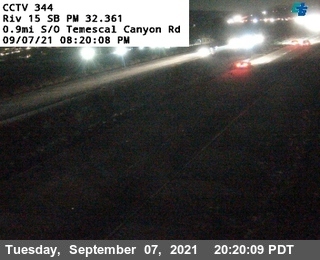 CCTV 344
Riv 15 SB PM 32.361
0.9mi S/O Temescal Canyon Rd
09/07/21 08:20:08 PM
Tuesday, September 07, 2021 20:20:09 PDT